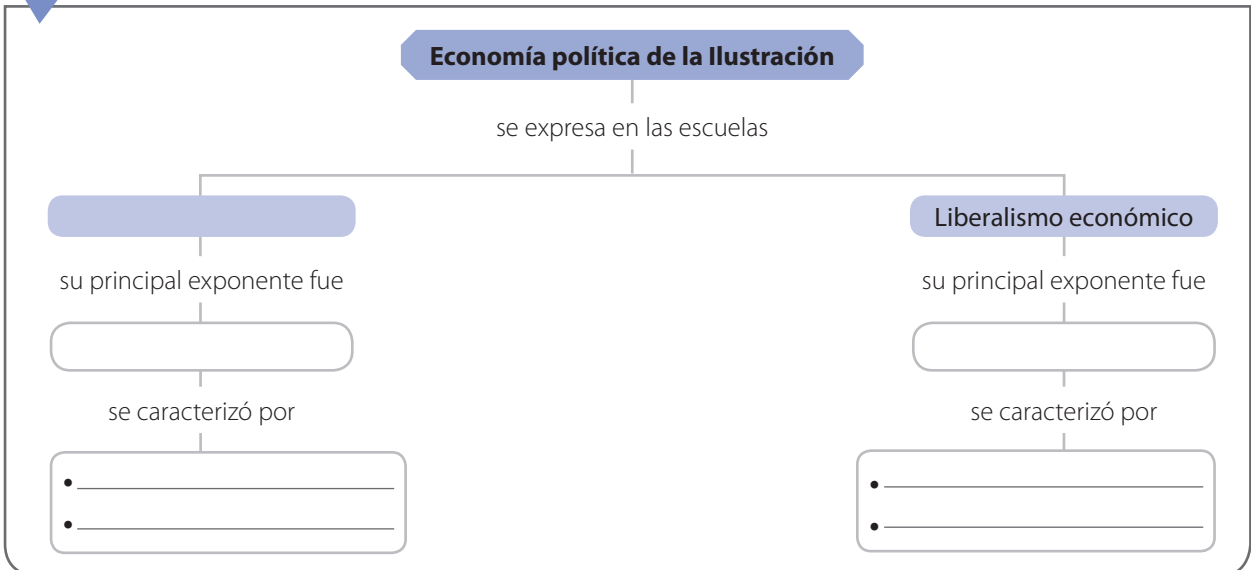 Economía política de la Ilustración
se expresa en las escuelas
Liberalismo económico
su principal exponente fue
su principal exponente fue
se caracterizó por
se caracterizó por